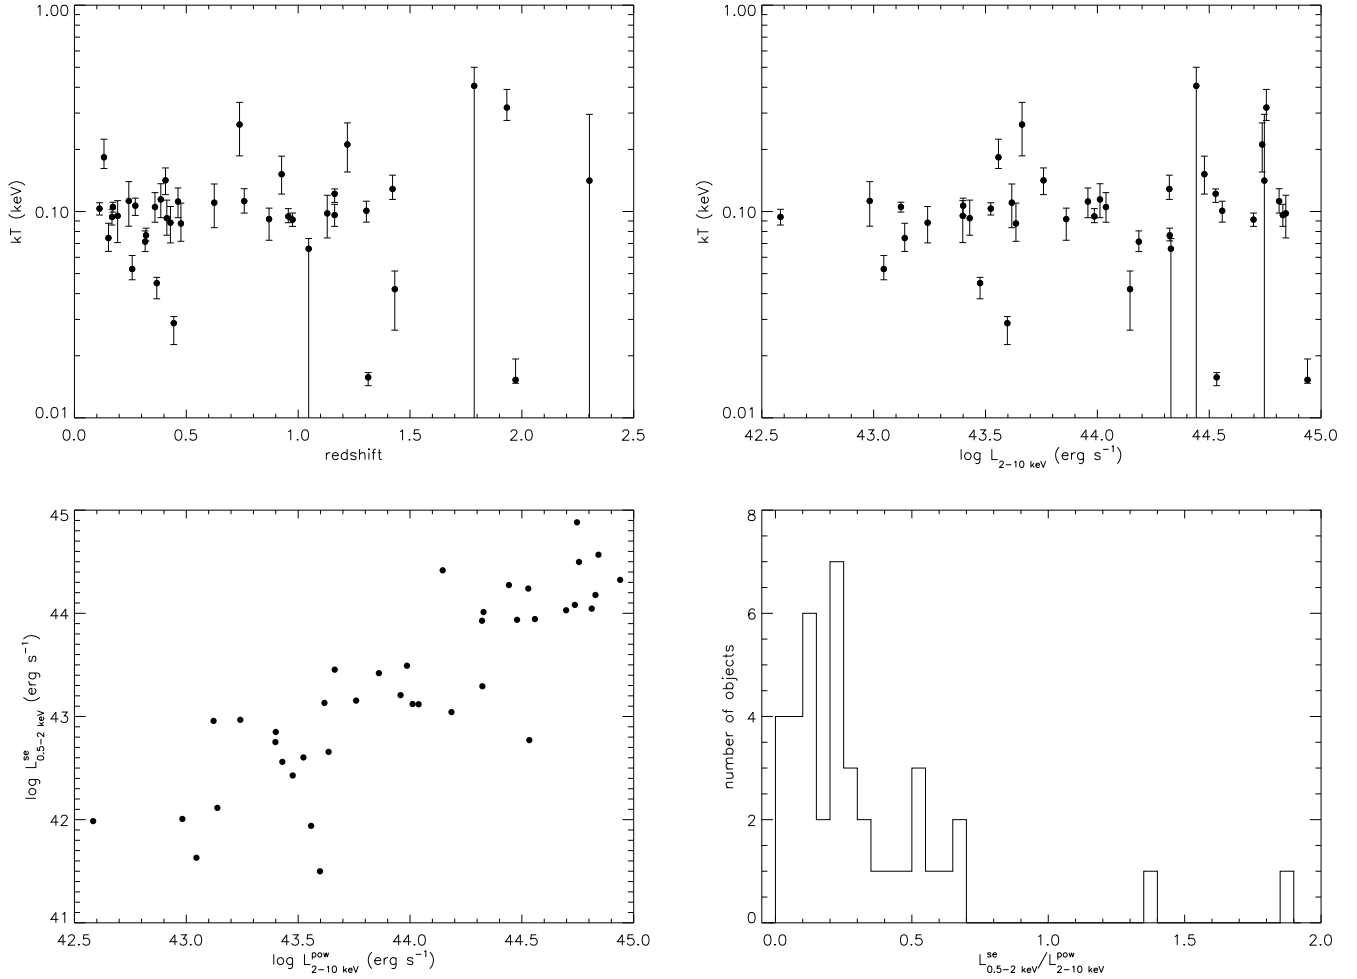 1.00
0.10
0.01
kT (keV)
0.0 0.5 1.0 1.5 2.0 2.5
redshift
1.00
0.10
0.01
kT (keV)
42.5 43.0 43.5 44.0 44.5 45.0
log L_2−10 keV (erg s^−1)
45
44
43
42
41
log L^se_0.5−2 keV (erg s^−1)
42.5 43.0 43.5 44.0 44.5 45.0
log L^pow_2−10 keV (erg s^−1)
8
6
4
2
0
number of objects
0.0 0.5 1.0 1.5 2.0
L^se_0.5−2 keV/L^pow_2−10 keV